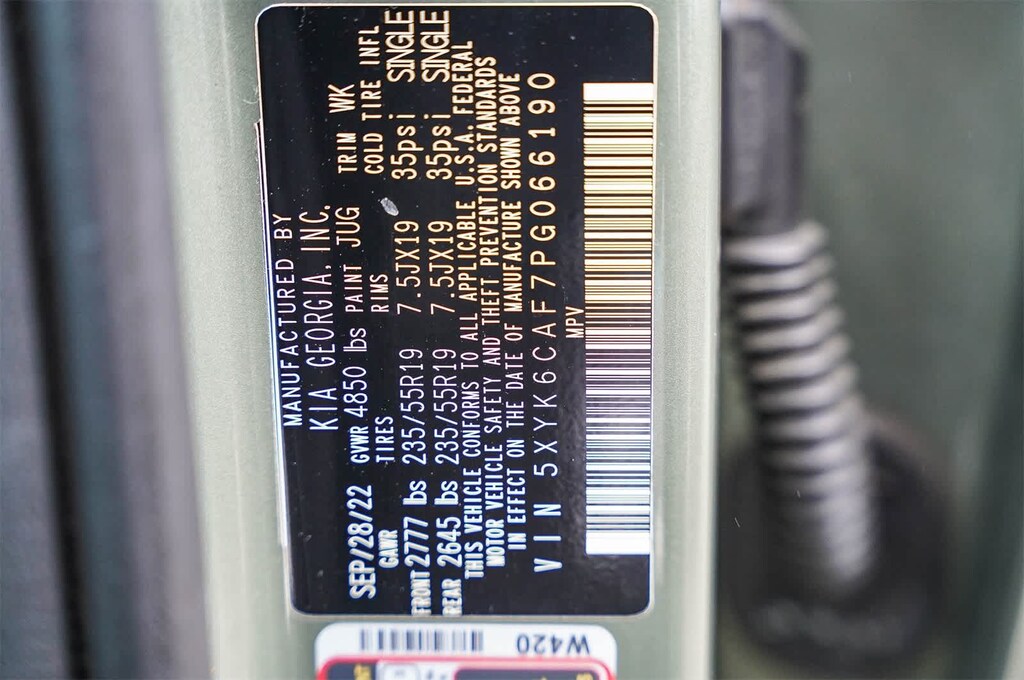 MANUFACTURED BY
KIA GEORGIA, INC.
SEP/28/22 GVWR 4850 lbs PAINT JUG TRIM WK
GAWR TIRES RIMS COLD TIRE INFL
FRONT 2777 lbs 235/55R19 7.5JX19 35psi SINGLE
REAR 2645 lbs 235/55R19 7.5JX19 35psi SINGLE
THIS VEHICLE CONFORMS TO ALL APPLICABLE U.S.A. FEDERAL
MOTOR VEHICLE SAFETY AND THEFT PREVENTION STANDARDS
IN EFFECT ON THE DATE OF MANUFACTURE SHOWN ABOVE
VIN 5XYK6CAF7PG066190
MPV
W420